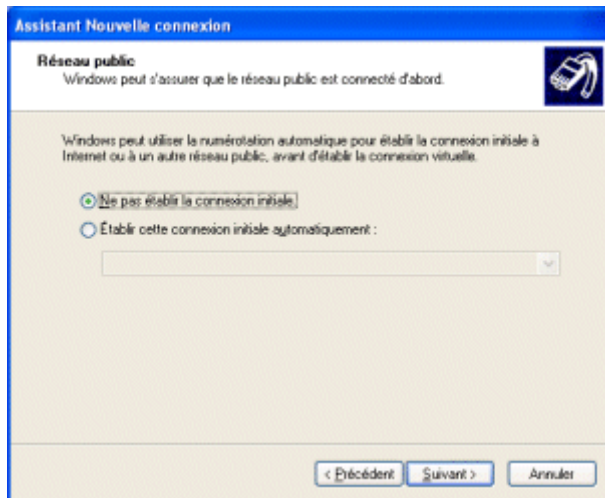 Assistant Nouvelle connexion
Réseau public
Windows peut s'assurer que le réseau public est connecté d'abord.
Windows peut utiliser la numérotation automatique pour établir la connexion initiale à
Internet ou à un autre réseau public, avant d'établir la connexion virtuelle.
Ne pas établir la connexion initiale.
Établir cette connexion initiale automatiquement :
< Précédent
Suivant >
Annuler